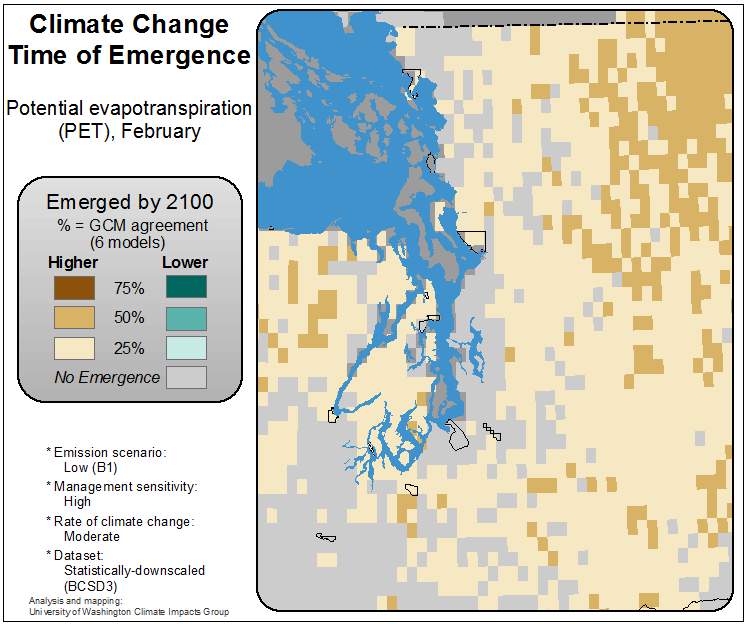 Climate Change
Time of Emergence
Potential evapotranspiration
(PET), February
Emerged by 2100
% = GCM agreement
(6 models)
Higher Lower
75%
50%
25%
No Emergence
* Emission scenario:
Low (B1)
* Management sensitivity:
High
* Rate of climate change:
Moderate
* Dataset:
Statistically-downscaled
(BCSD3)
Analysis and mapping:
University of Washington Climate Impacts Group